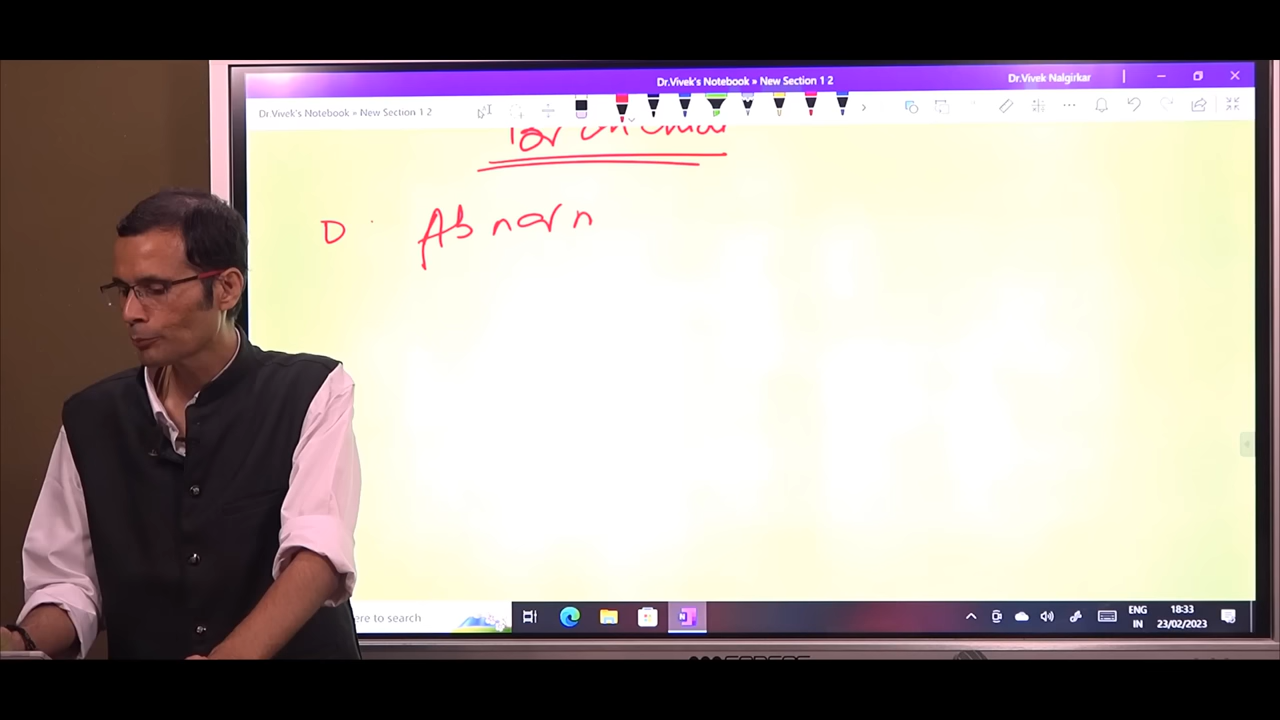 Dr.Vivek's Notebook » New Section 1 2
Dr.Vivek Nalgirkar
Dr.Vivek's Notebook » New Section 1 2
D. Abnorn
ere to search
ENG
IN
18:33
23/02/2023